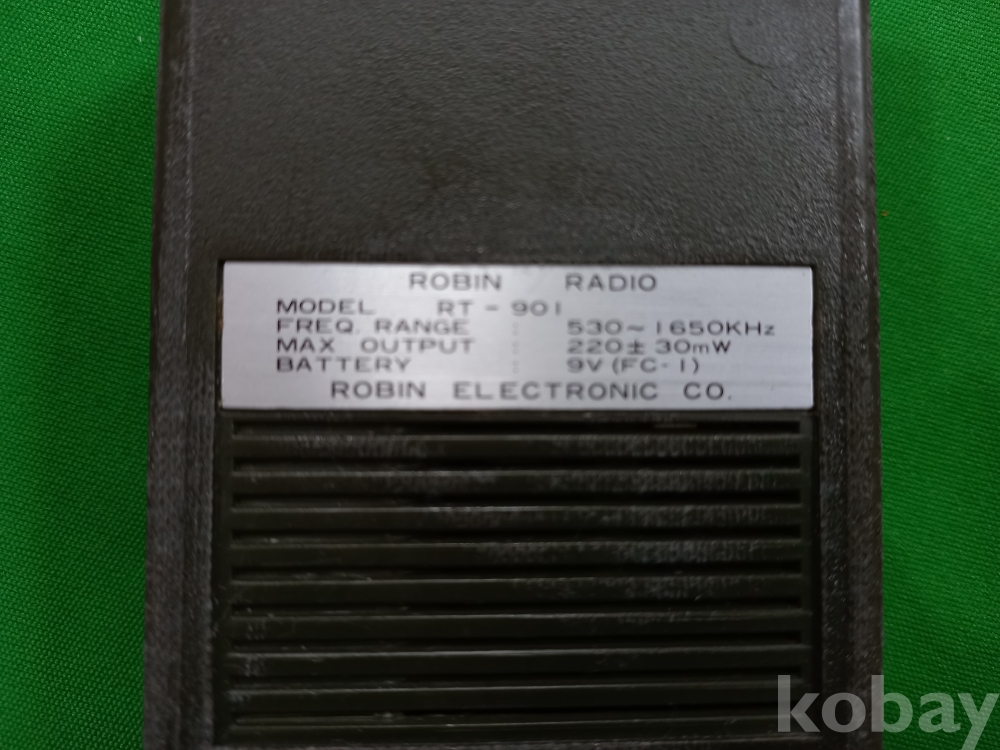 ROBIN RADIO
MODEL RT-901
FREQ. RANGE : 530~1650KHz
MAX OUTPUT : 220±30mW
BATTERY : 9V (FC-1)
ROBIN ELECTRONIC CO.
kobay